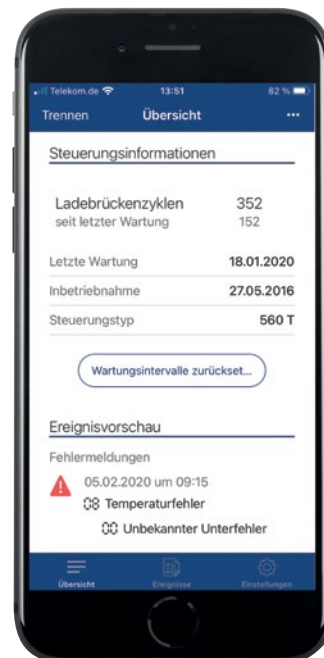 Telekom.de 13:51 82 %
Trennen Übersicht ...
Steuerungsinformationen
Ladebrückenzyklen 352
seit letzter Wartung 152
Letzte Wartung 18.01.2020
Inbetriebnahme 27.05.2016
Steuerungstyp 560 T
Wartungsintervalle zurückset...
Ereignisvorschau
Fehlermeldungen
05.02.2020 um 09:15
08 Temperaturfehler
00 Unbekannter Unterfehler
Übersicht Ereignisse Einstellungen